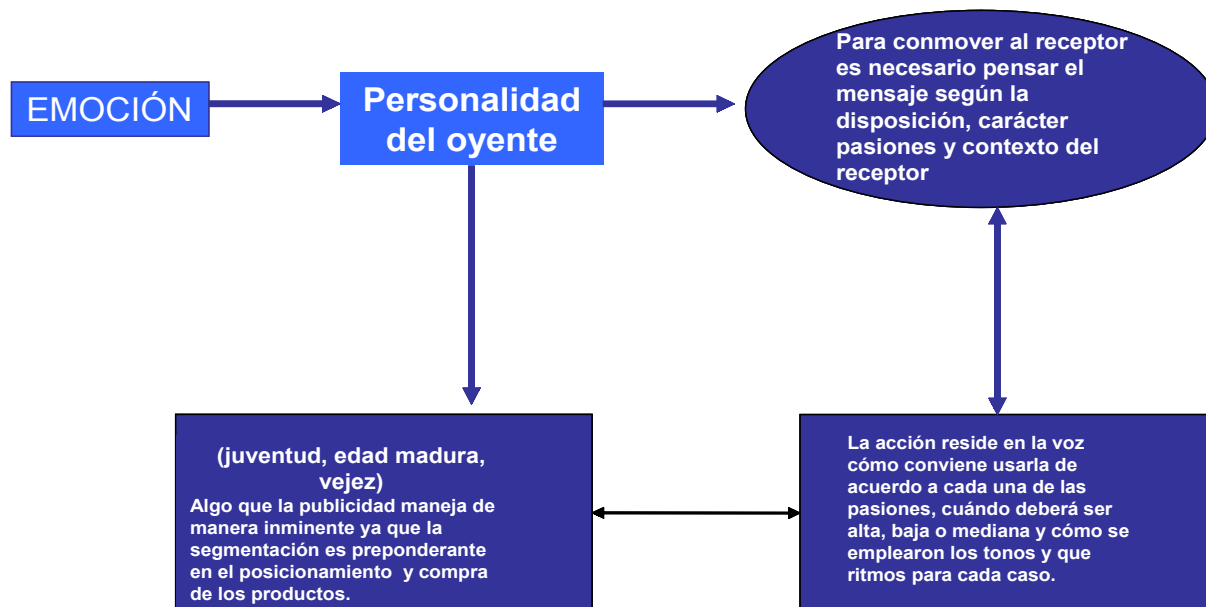 EMOCIÓN
Personalidad
del oyente
Para conmover al receptor
es necesario pensar el
mensaje según la
disposición, carácter
pasiones y contexto del
receptor
(juventud, edad madura,
vejez)
Algo que la publicidad maneja de
manera inminente ya que la
segmentación es preponderante
en el posicionamiento y compra
de los productos.
La acción reside en la voz
cómo conviene usarla de
acuerdo a cada una de las
pasiones, cuándo deberá ser
alta, baja o mediana y cómo se
emplearon los tonos y que
ritmos para cada caso.